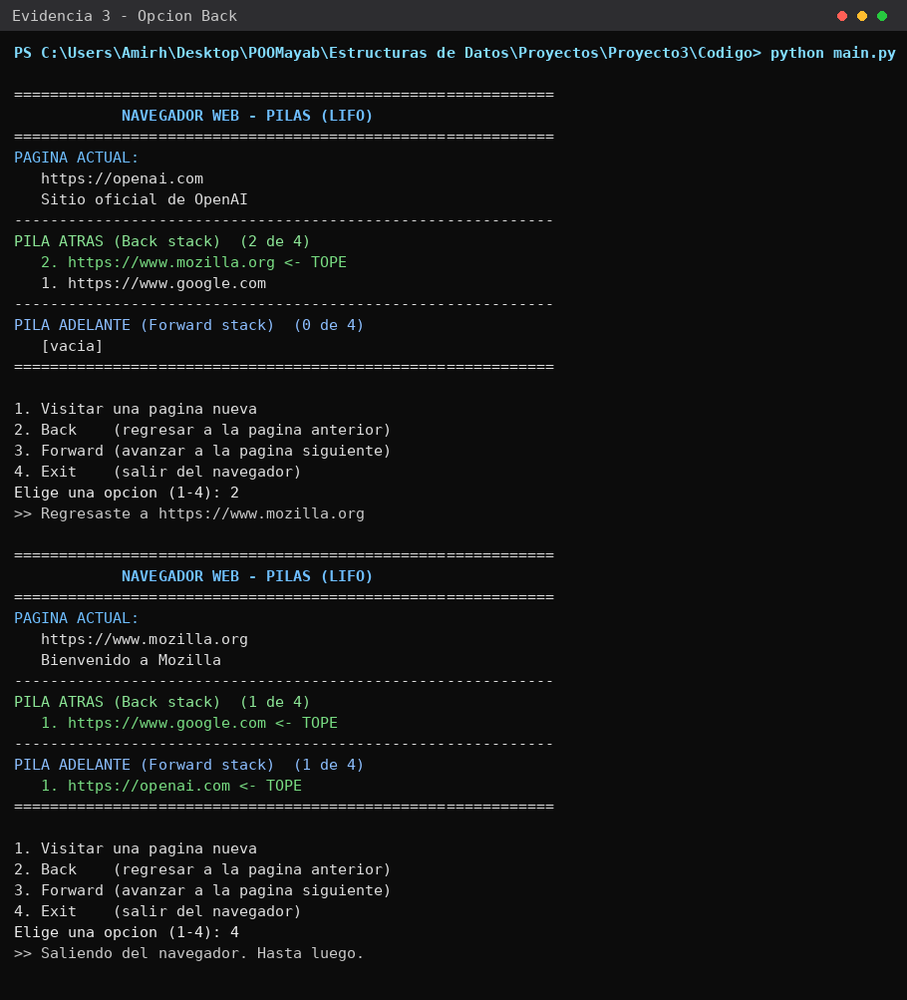 Evidencia 3 - Opcion Back
PS C:\Users\Amirh\Desktop\POOMayab\Estructuras de Datos\Proyectos\Proyecto3\Codigo> python main.py
============================================================
NAVEGADOR WEB - PILAS (LIFO)
============================================================
PAGINA ACTUAL:
https://openai.com
Sitio oficial de OpenAI
------------------------------------------------------------
PILA ATRAS (Back stack)  (2 de 4)
2. https://www.mozilla.org <- TOPE
1. https://www.google.com
------------------------------------------------------------
PILA ADELANTE (Forward stack)  (0 de 4)
[vacia]
============================================================
1. Visitar una pagina nueva
2. Back    (regresar a la pagina anterior)
3. Forward (avanzar a la pagina siguiente)
4. Exit    (salir del navegador)
Elige una opcion (1-4): 2
>> Regresaste a https://www.mozilla.org
============================================================
NAVEGADOR WEB - PILAS (LIFO)
============================================================
PAGINA ACTUAL:
https://www.mozilla.org
Bienvenido a Mozilla
------------------------------------------------------------
PILA ATRAS (Back stack)  (1 de 4)
1. https://www.google.com <- TOPE
------------------------------------------------------------
PILA ADELANTE (Forward stack)  (1 de 4)
1. https://openai.com <- TOPE
============================================================
1. Visitar una pagina nueva
2. Back    (regresar a la pagina anterior)
3. Forward (avanzar a la pagina siguiente)
4. Exit    (salir del navegador)
Elige una opcion (1-4): 4
>> Saliendo del navegador. Hasta luego.